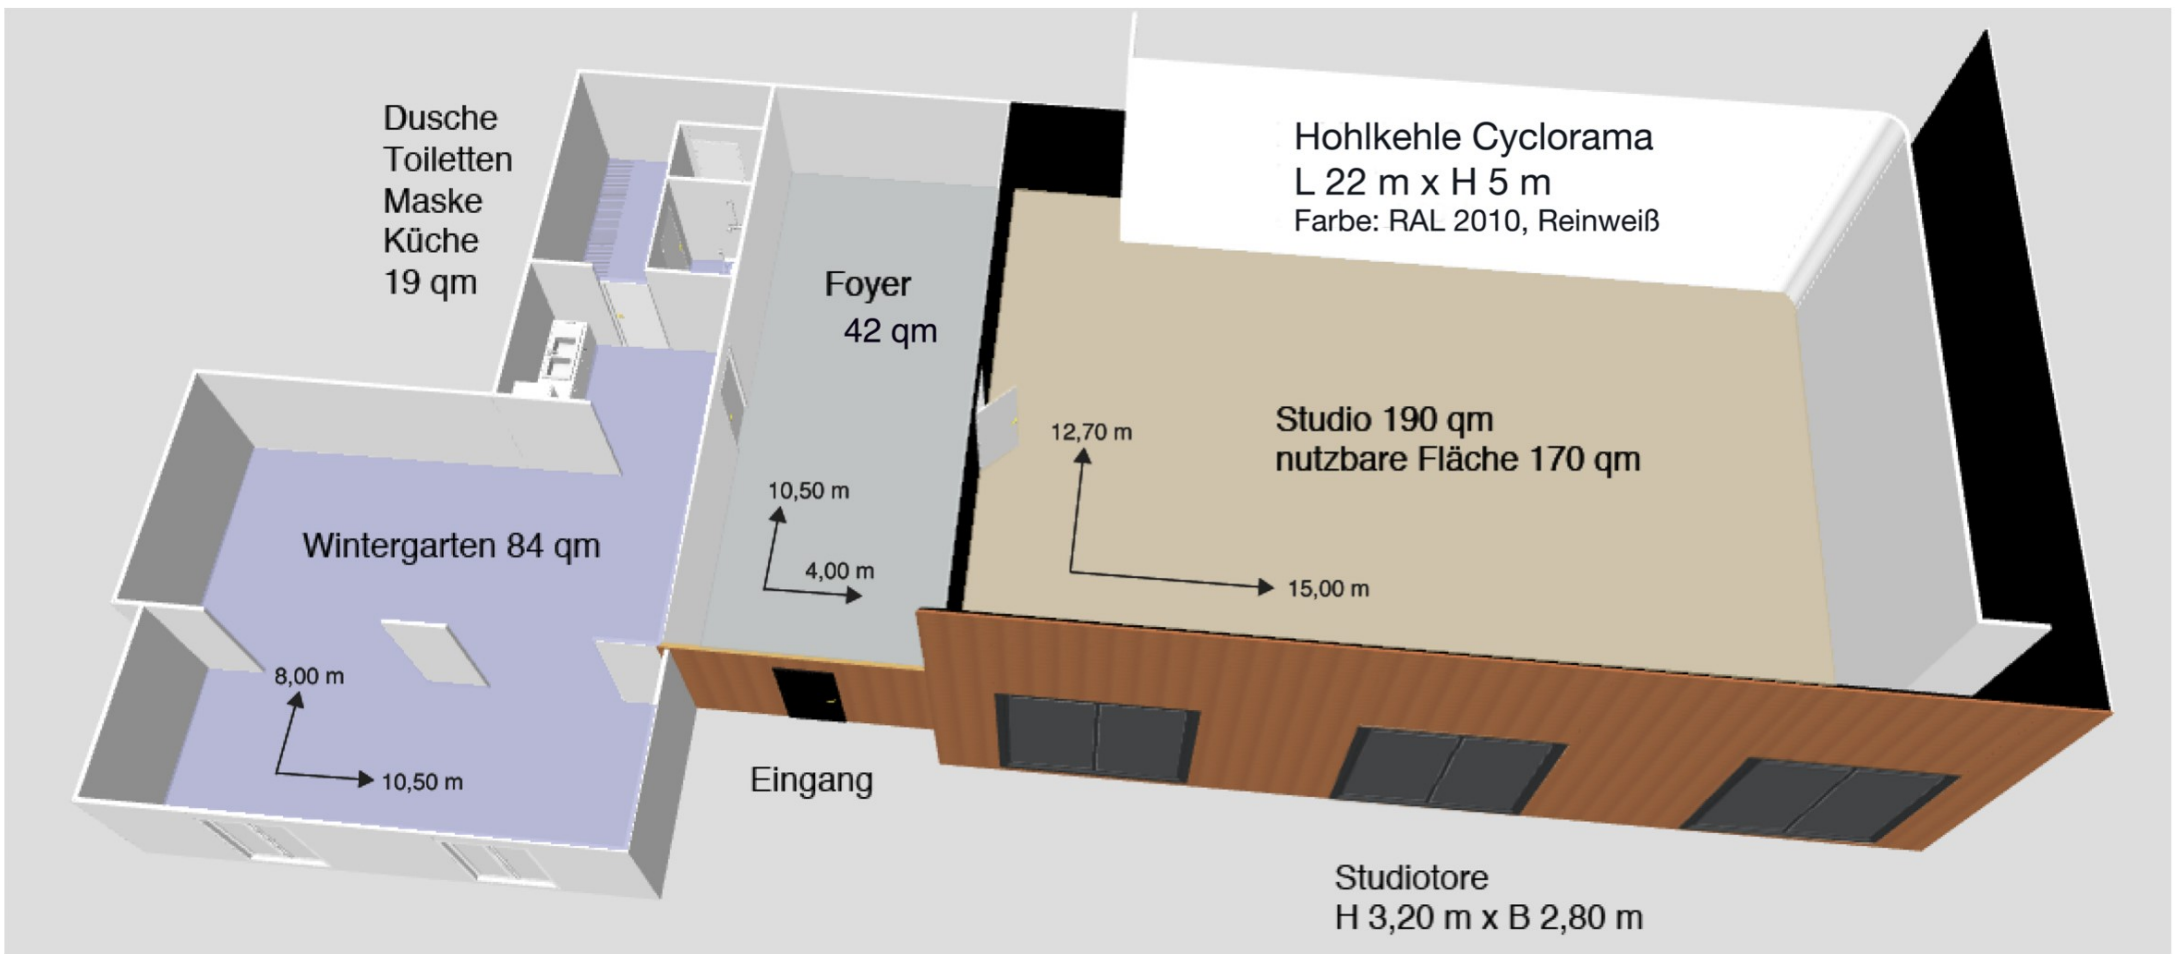 Dusche
Toiletten
Maske
Küche
19 qm
Hohlkehle Cyclorama
L 22 m x H 5 m
Farbe: RAL 2010, Reinweiß
Foyer
42 qm
Studio 190 qm
nutzbare Fläche 170 qm
12,70 m
15,00 m
10,50 m
4,00 m
Wintergarten 84 qm
8,00 m
10,50 m
Eingang
Studiotore
H 3,20 m x B 2,80 m